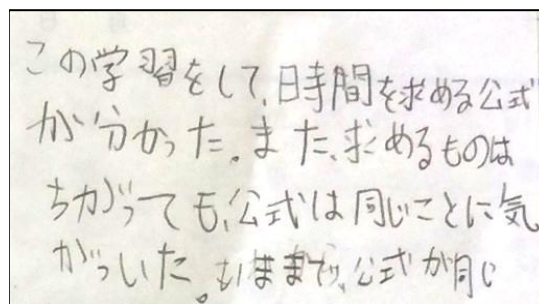 この学習をして、時間を求める公式
が分かった。また、求めるものは
ちがっても、公式は同じことに気
がついた。いままで、公式が同じ